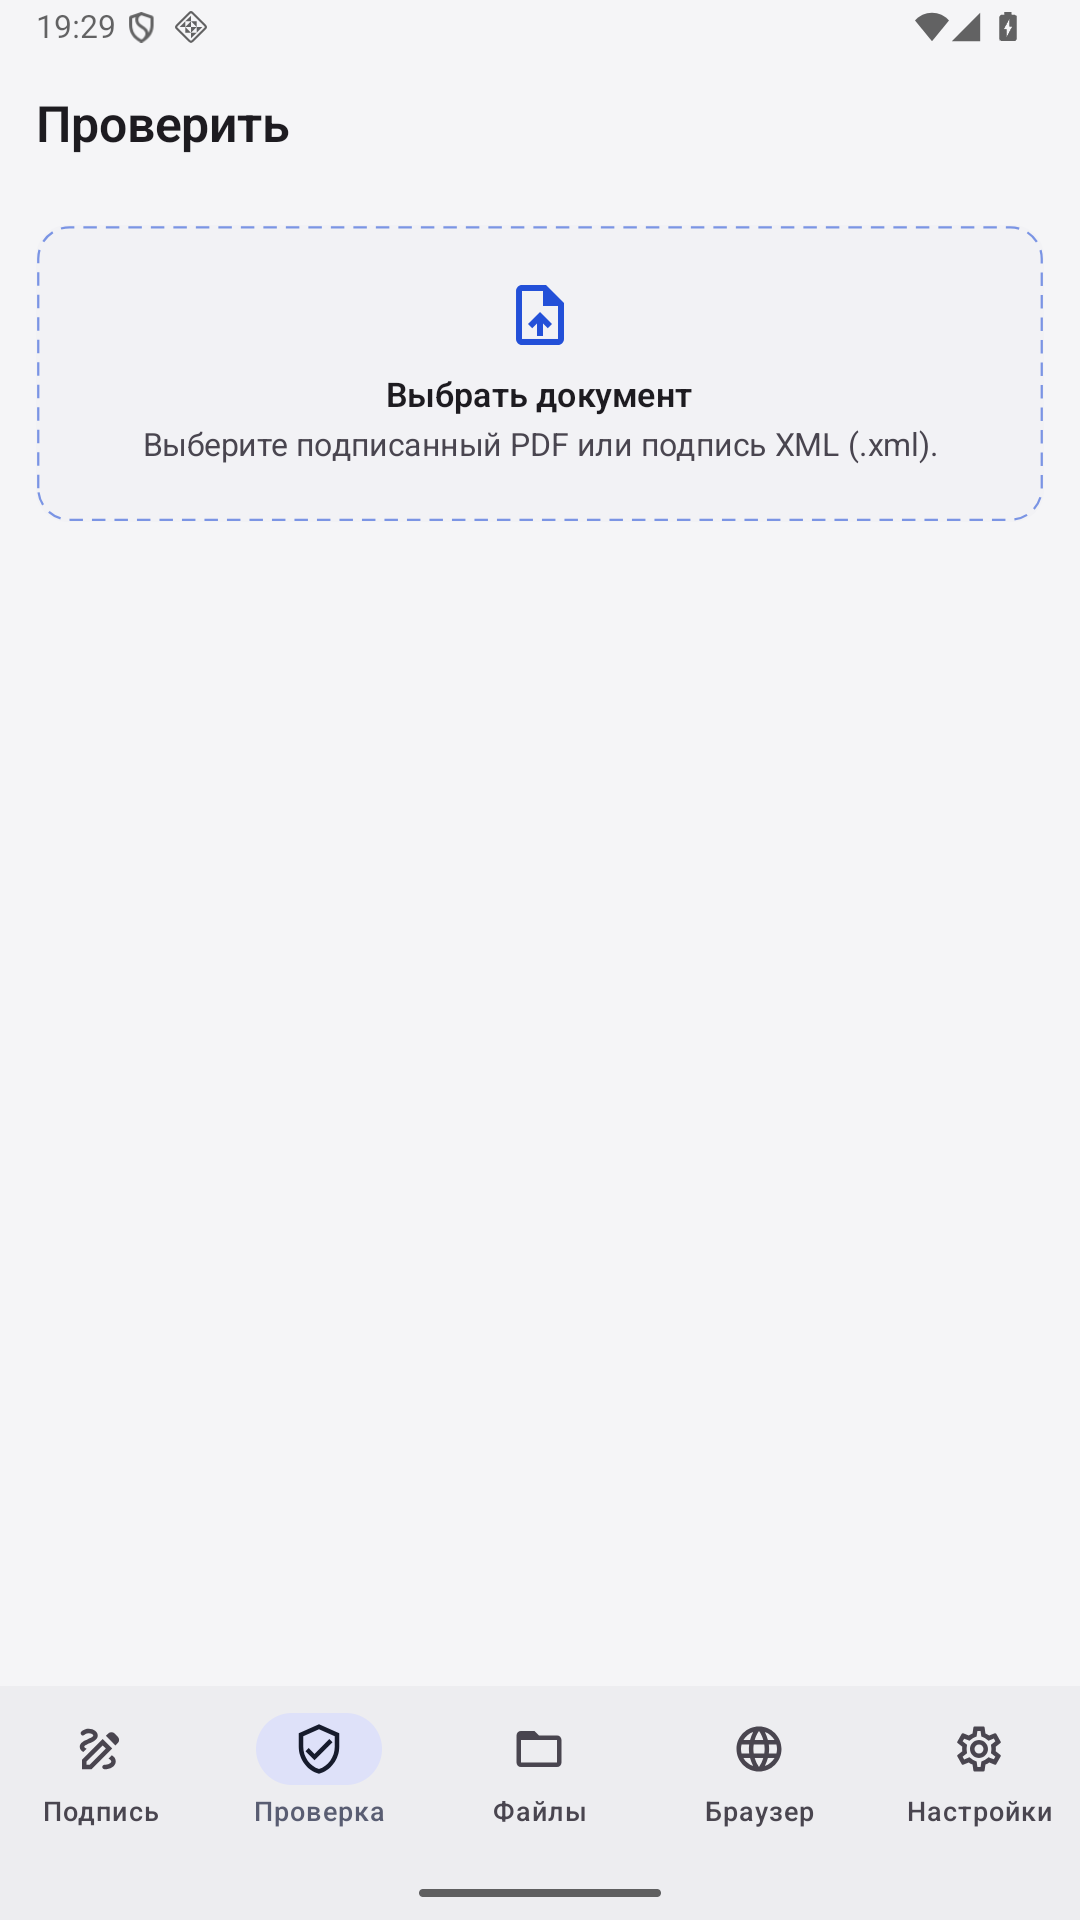 19:29
Проверить
Выбрать документ
Выберите подписанный PDF или подпись XML (.xml).
Подпись
Проверка
Файлы
Браузер
Настройки